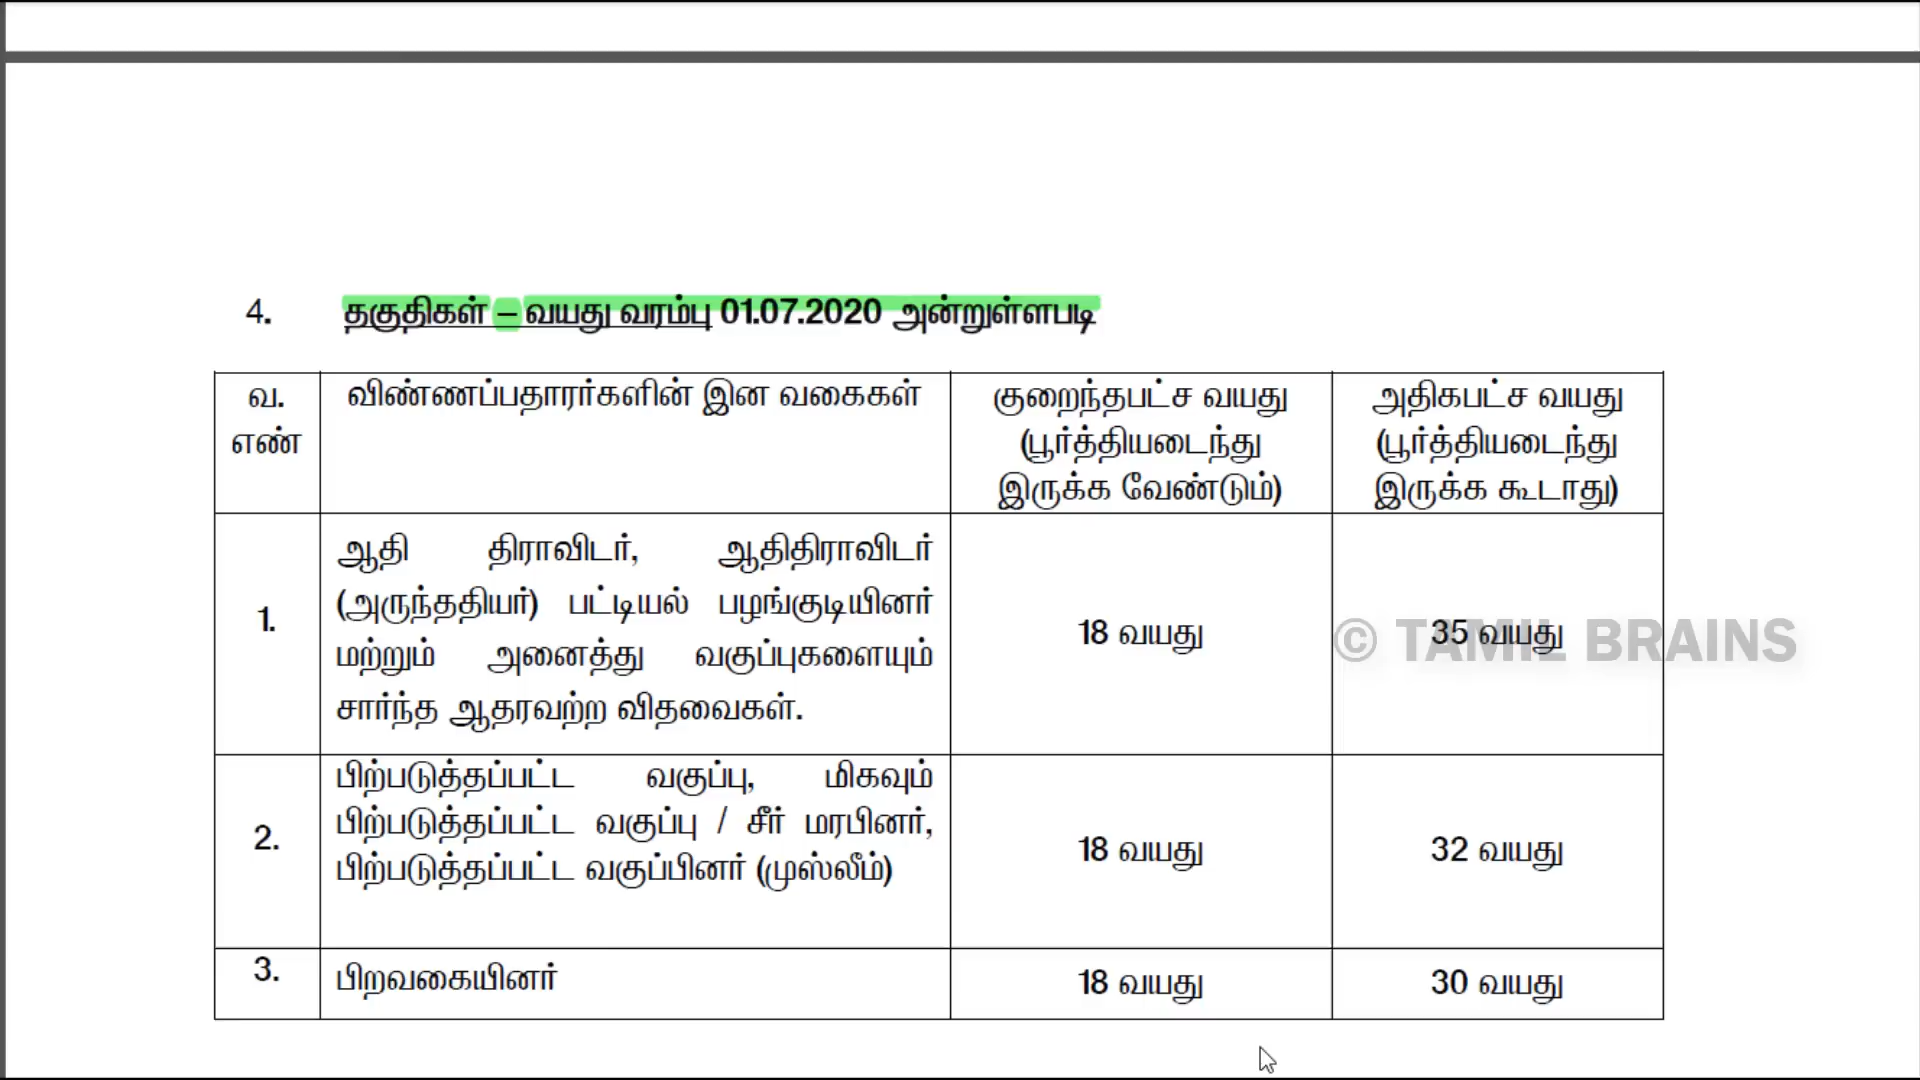 4. தகுதிகள் – வயது வரம்பு 01.07.2020 அன்றுள்ளபடி
வ.
எண்
விண்ணப்பதாரர்களின் இன வகைகள்
குறைந்தபட்ச வயது
(பூர்த்தியடைந்து
இருக்க வேண்டும்)
அதிகபட்ச வயது
(பூர்த்தியடைந்து
இருக்க கூடாது)
1.
ஆதி திராவிடர், ஆதிதிராவிடர்
(அருந்ததியர்) பட்டியல் பழங்குடியினர்
மற்றும் அனைத்து வகுப்புகளையும்
சார்ந்த ஆதரவற்ற விதவைகள்.
18 வயது
35 வயது
© TAMIL BRAINS
2.
பிற்படுத்தப்பட்ட வகுப்பு, மிகவும்
பிற்படுத்தப்பட்ட வகுப்பு / சீர் மரபினர்,
பிற்படுத்தப்பட்ட வகுப்பினர் (முஸ்லீம்)
18 வயது
32 வயது
3.
பிறவகையினர்
18 வயது
30 வயது